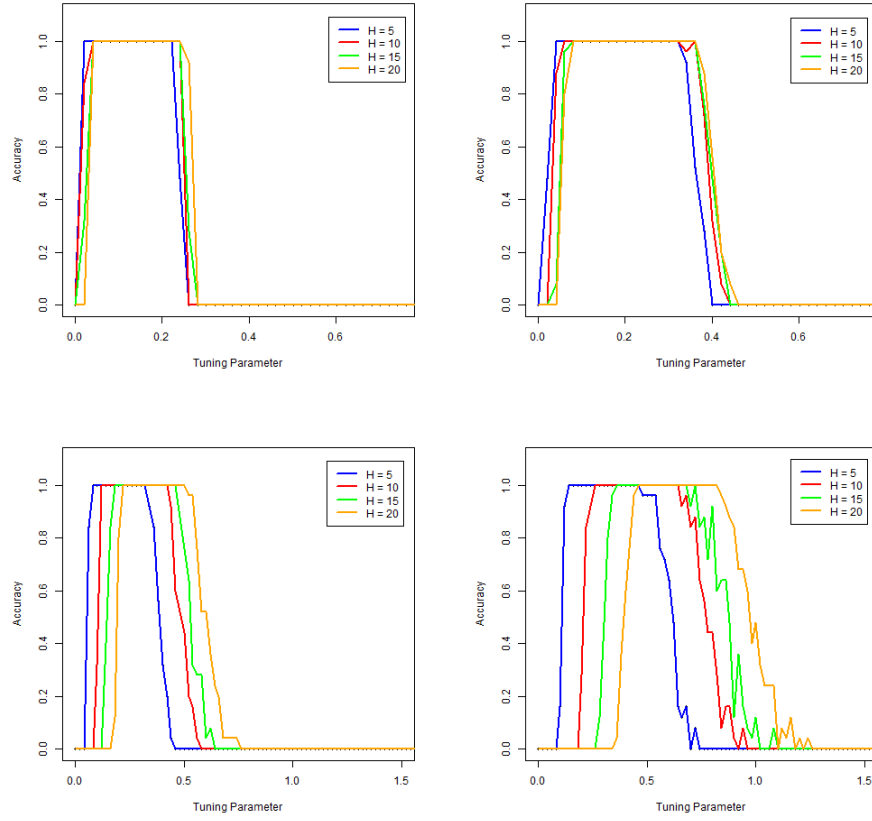 H = 5
H = 10
H = 15
H = 20
Accuracy
0.0 0.2 0.4 0.6 0.8 1.0
0.0 0.2 0.4 0.6
Tuning Parameter
H = 5
H = 10
H = 15
H = 20
Accuracy
0.0 0.2 0.4 0.6 0.8 1.0
0.0 0.2 0.4 0.6
Tuning Parameter
H = 5
H = 10
H = 15
H = 20
Accuracy
0.0 0.2 0.4 0.6 0.8 1.0
0.0 0.5 1.0 1.5
Tuning Parameter
H = 5
H = 10
H = 15
H = 20
Accuracy
0.0 0.2 0.4 0.6 0.8 1.0
0.0 0.5 1.0 1.5
Tuning Parameter